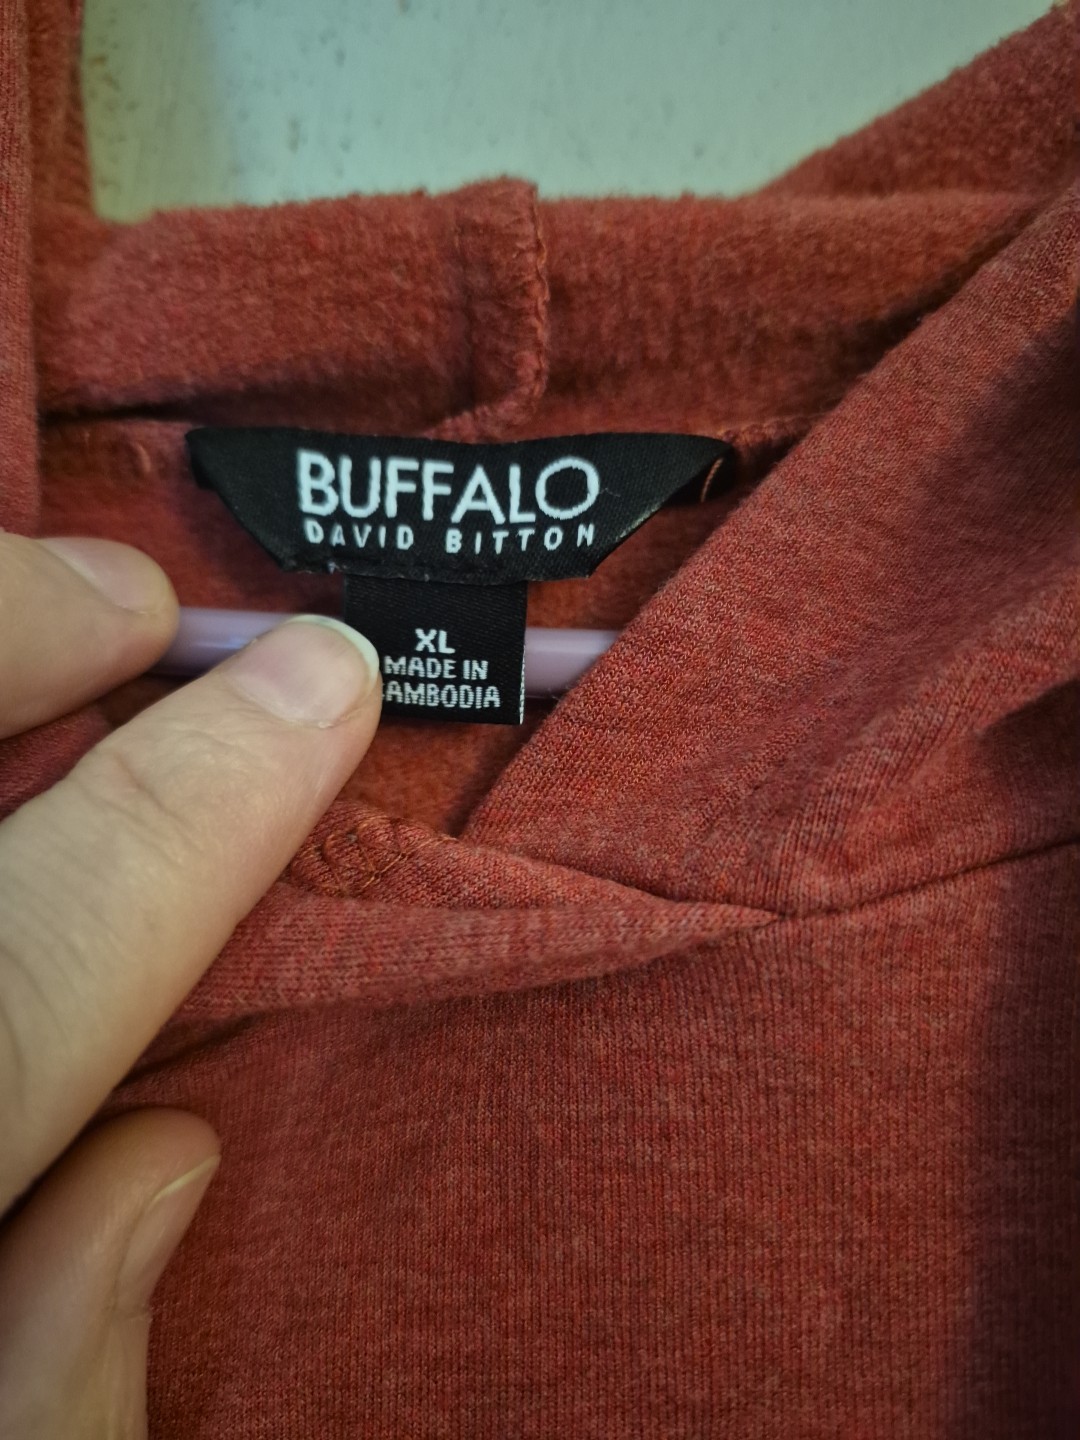 BUFFALO
DAVID BITTON
XL
MADE IN
CAMBODIA